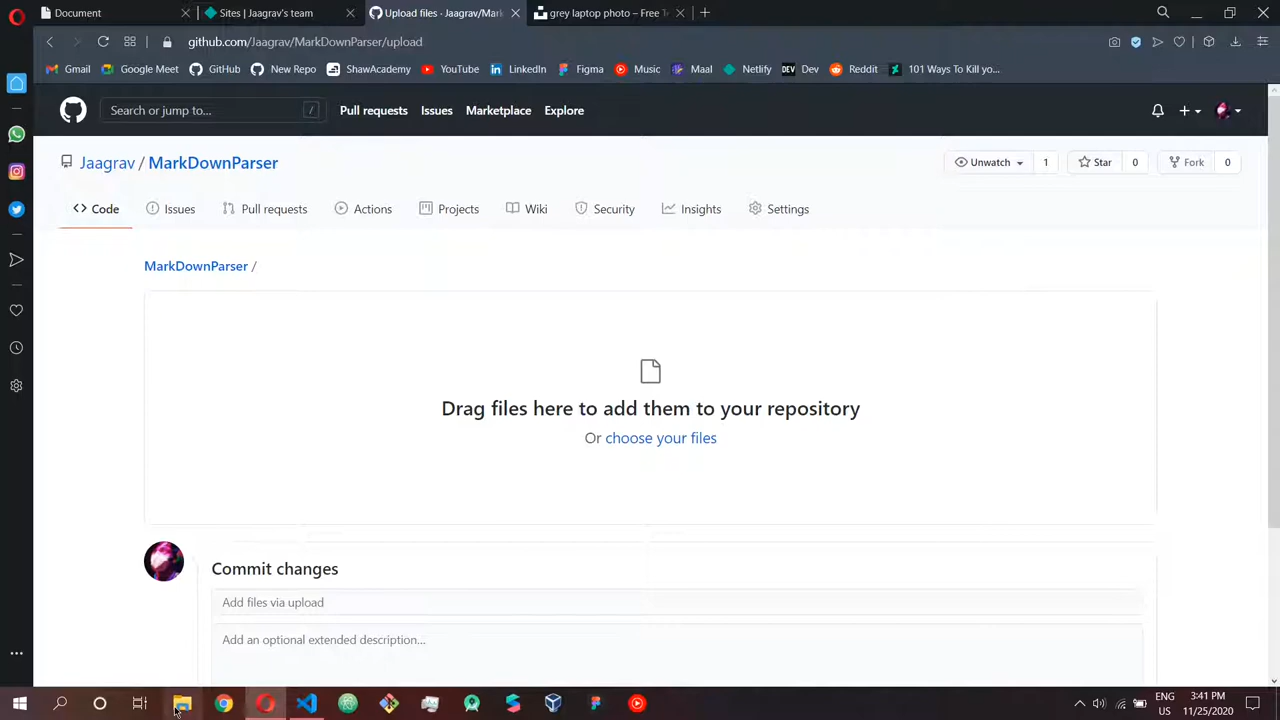 Document
Sites | Jaagrav's team
Upload files · Jaagrav/Mark
grey laptop photo – Free Te
github.com/Jaagrav/MarkDownParser/upload
Gmail
Google Meet
GitHub
New Repo
ShawAcademy
YouTube
LinkedIn
Figma
Music
Maal
Netlify
DEV Dev
Reddit
101 Ways To Kill yo...
Search or jump to... /
Pull requests
Issues
Marketplace
Explore
Jaagrav / MarkDownParser
Unwatch 1
Star 0
Fork 0
Code
Issues
Pull requests
Actions
Projects
Wiki
Security
Insights
Settings
MarkDownParser /
Drag files here to add them to your repository
Or choose your files
Commit changes
Add files via upload
Add an optional extended description...
ENG
US
3:41 PM
11/25/2020